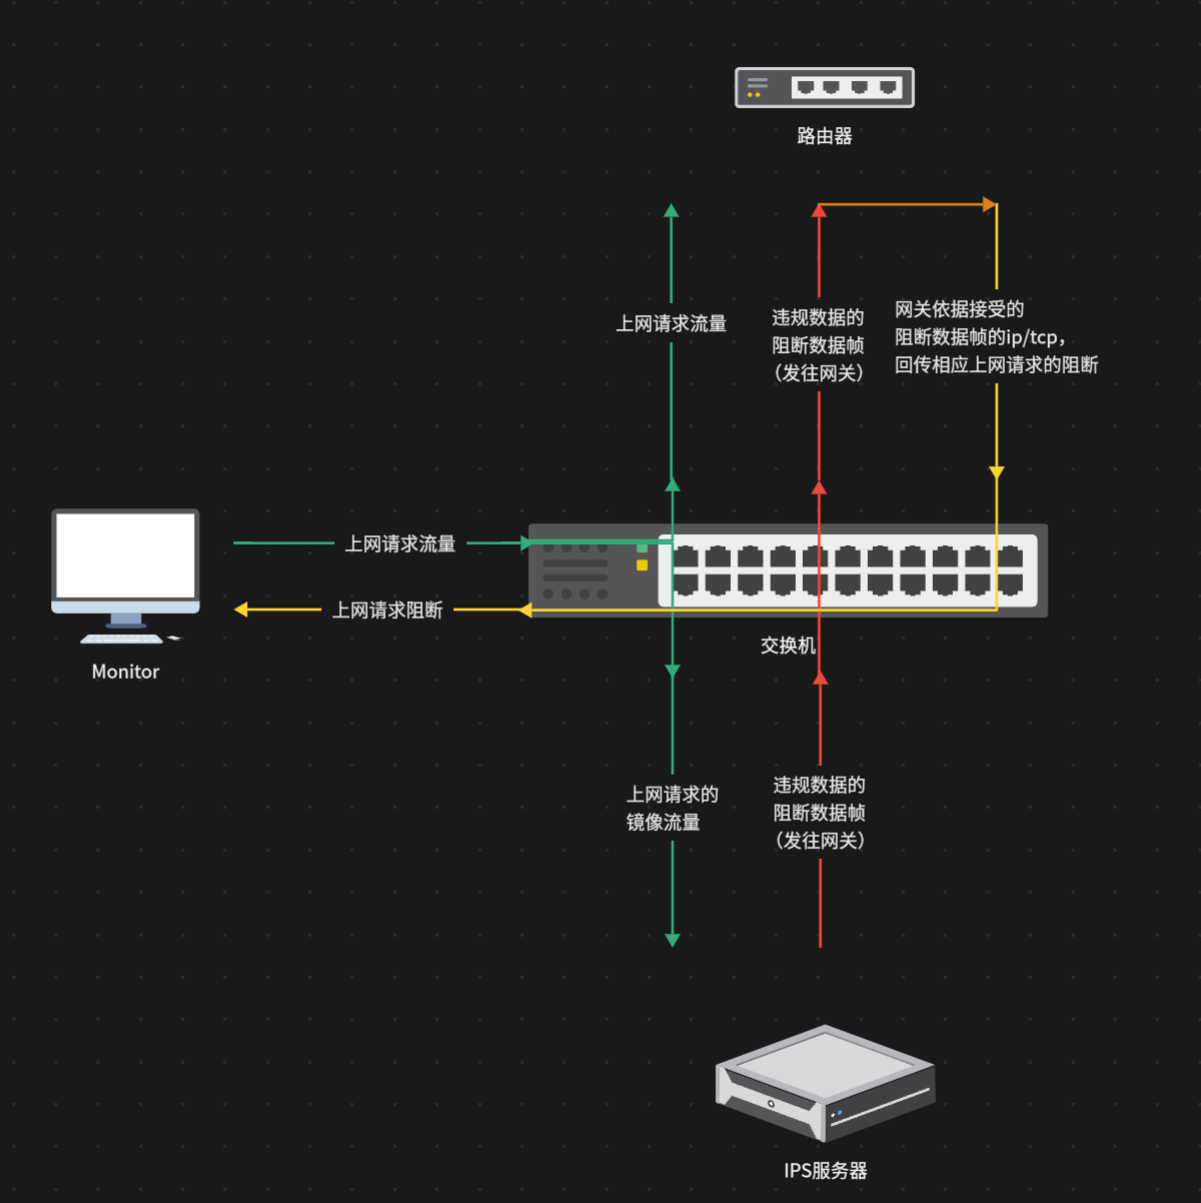 路由器
上网请求流量
违规数据的
阻断数据帧
（发往网关）
网关依据接受的
阻断数据帧的ip/tcp，
回传相应上网请求的阻断
上网请求流量
上网请求阻断
Monitor
交换机
上网请求的
镜像流量
违规数据的
阻断数据帧
（发往网关）
IPS服务器